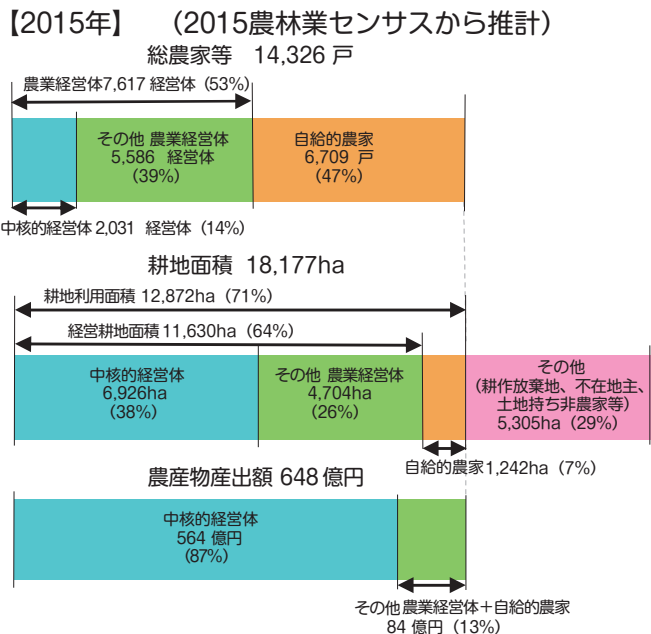 【2015年】 （2015農林業センサスから推計）
総農家等 14,326 戸
農業経営体7,617 経営体（53%）
その他 農業経営体
5,586 経営体
(39%)
自給的農家
6,709 戸
(47%)
中核的経営体 2,031 経営体（14%）
耕地面積 18,177ha
耕地利用面積 12,872ha（71%）
経営耕地面積 11,630ha（64%）
中核的経営体
6,926ha
(38%)
その他 農業経営体
4,704ha
(26%)
その他
(耕作放棄地、不在地主、
土地持ち非農家等)
5,305ha（29%）
自給的農家 1,242ha（7%）
農産物産出額 648 億円
中核的経営体
564 億円
(87%)
その他 農業経営体＋自給的農家
84 億円（13%）